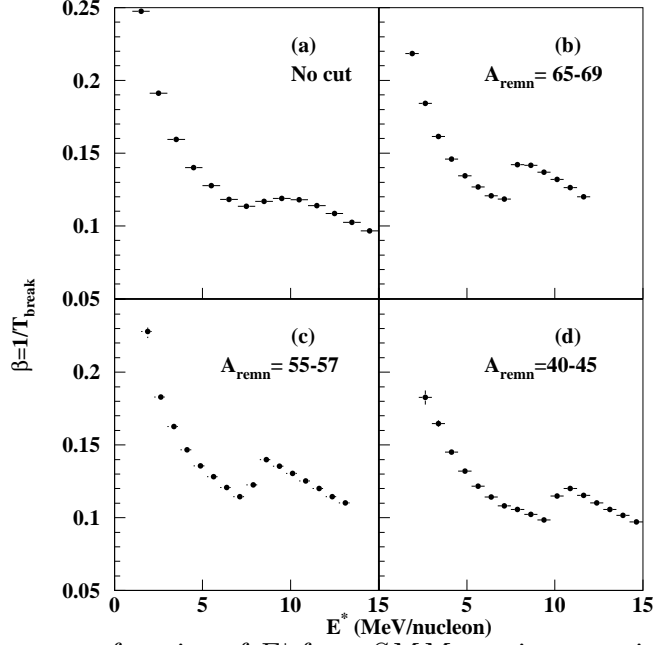 0.25
0.2
0.15
0.1
0.05
(a)
No cut
(b)
A_remn= 65-69
0.2
0.15
0.1
0.05
(c)
A_remn= 55-57
(d)
A_remn=40-45
β=1/T_break
0 5 10 15 5 10 15
E* (MeV/nucleon)